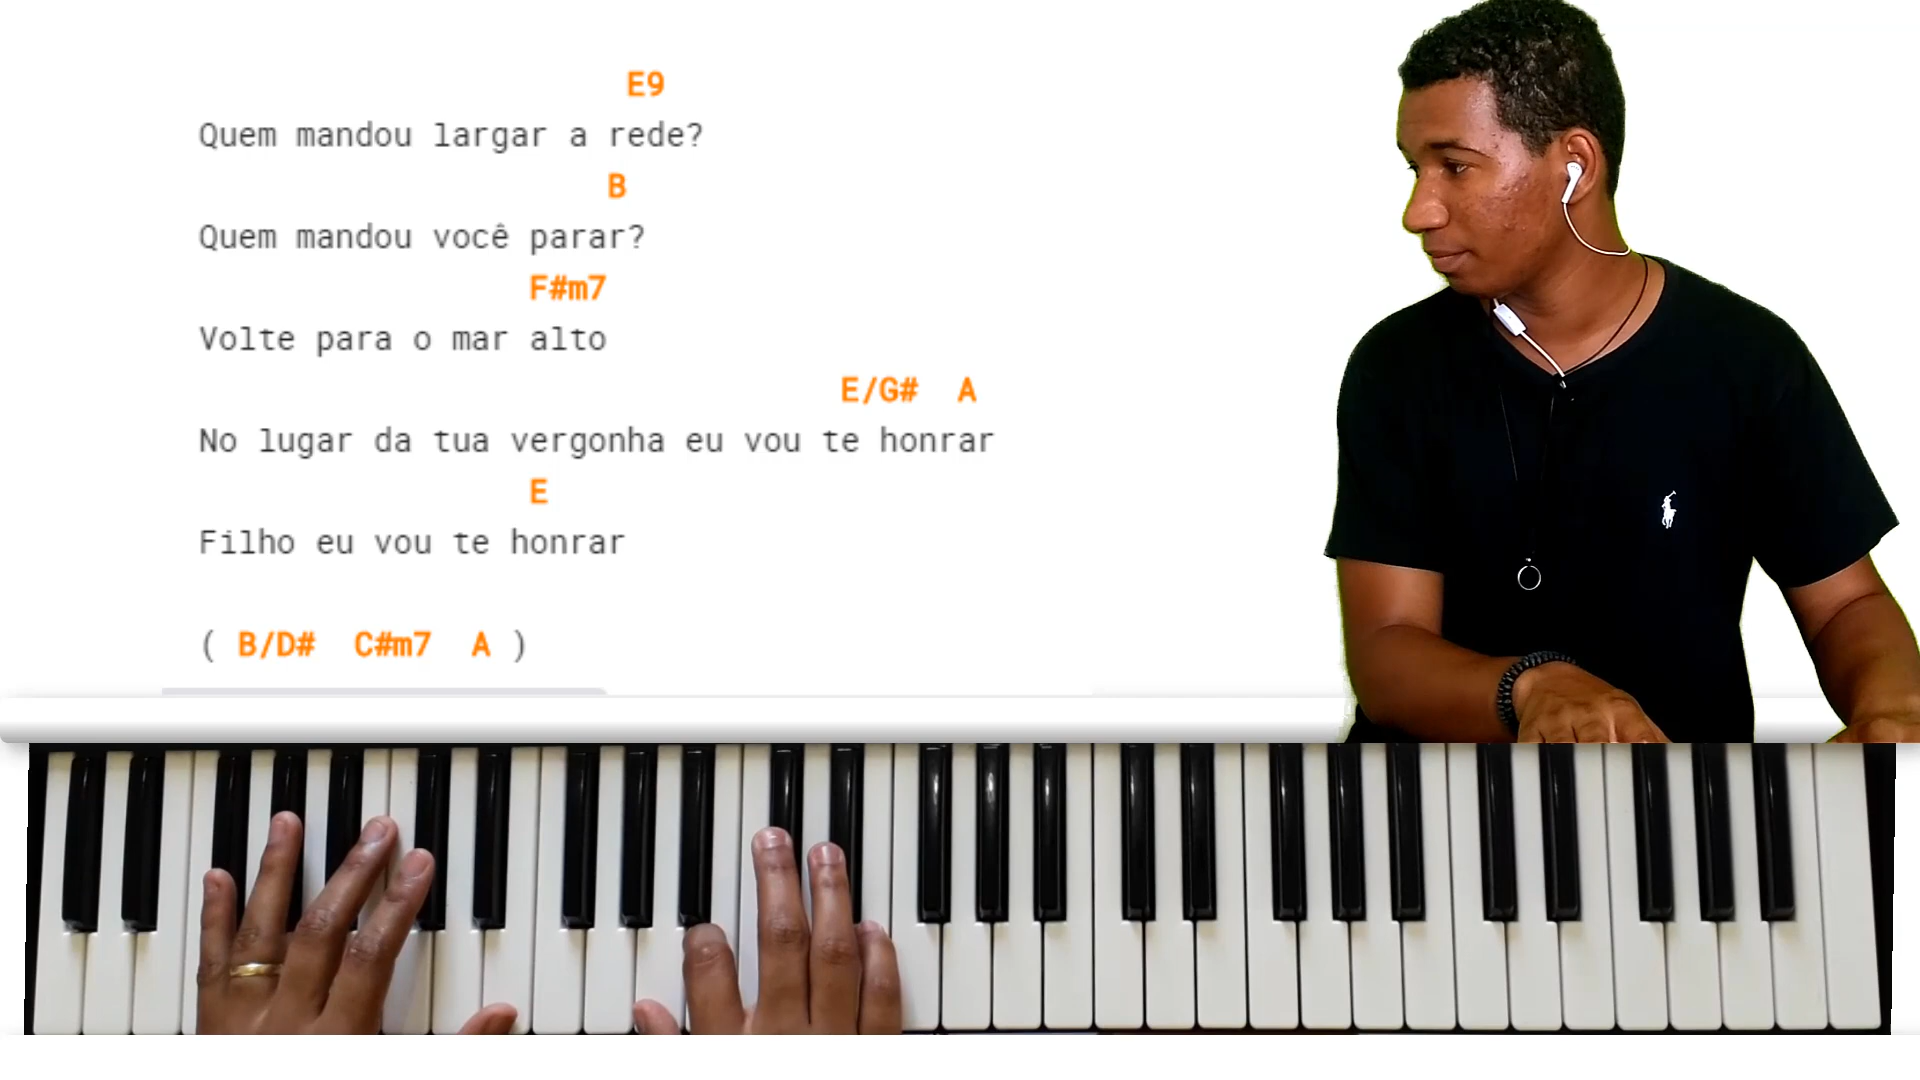 E9
Quem mandou largar a rede?
B
Quem mandou você parar?
F#m7
Volte para o mar alto
E/G# A
No lugar da tua vergonha eu vou te honrar
E
Filho eu vou te honrar
( B/D# C#m7 A )